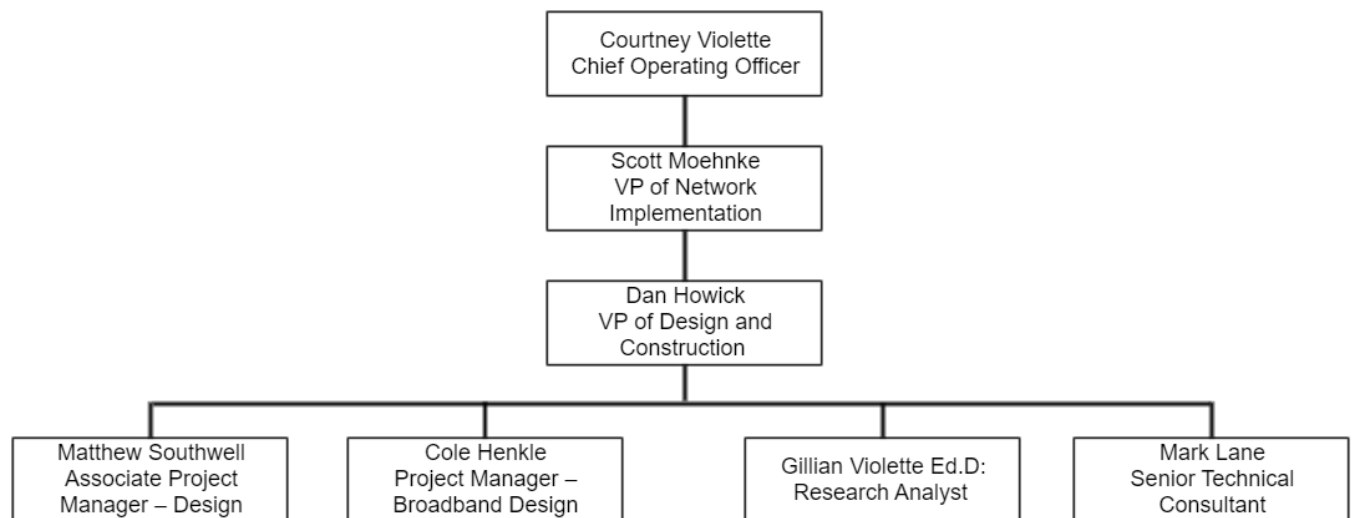 Courtney Violette
Chief Operating Officer
Scott Moehnke
VP of Network
Implementation
Dan Howick
VP of Design and
Construction
Matthew Southwell
Associate Project
Manager – Design
Cole Henkle
Project Manager –
Broadband Design
Gillian Violette Ed.D:
Research Analyst
Mark Lane
Senior Technical
Consultant